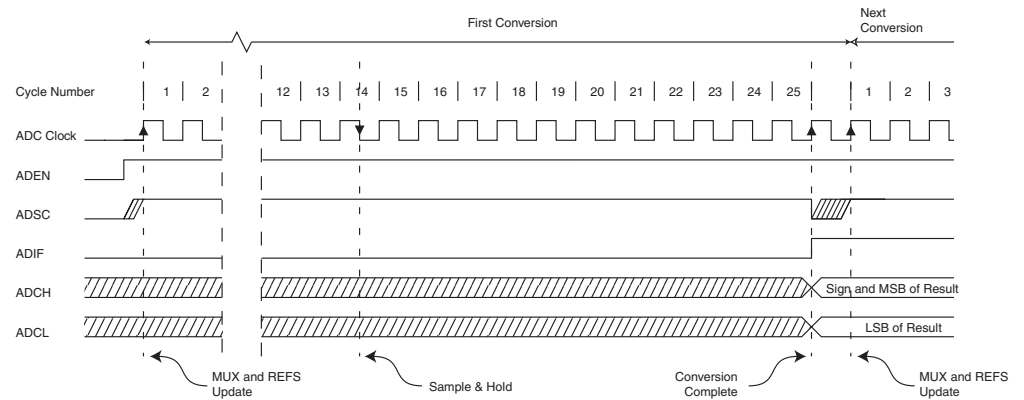 First Conversion
Next
Conversion
Cycle Number 1 2 12 13 14 15 16 17 18 19 20 21 22 23 24 25 1 2 3
ADC Clock
ADEN
ADSC
ADIF
ADCH Sign and MSB of Result
ADCL LSB of Result
MUX and REFS
Update
Sample & Hold
Conversion
Complete
MUX and REFS
Update